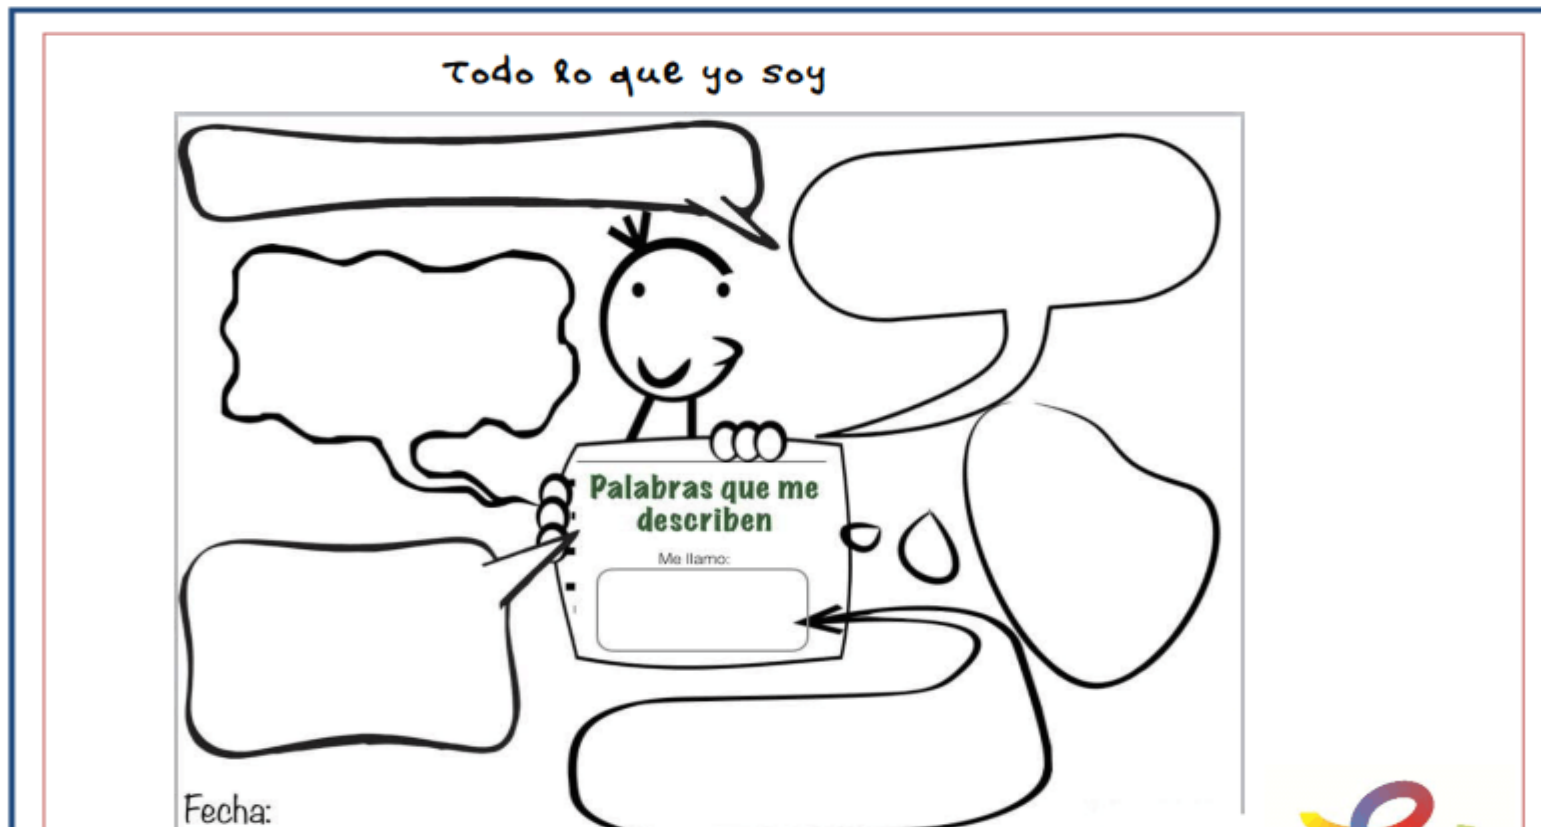 Todo lo que yo soy
Palabras que me
describen
Me llamo:
Fecha: